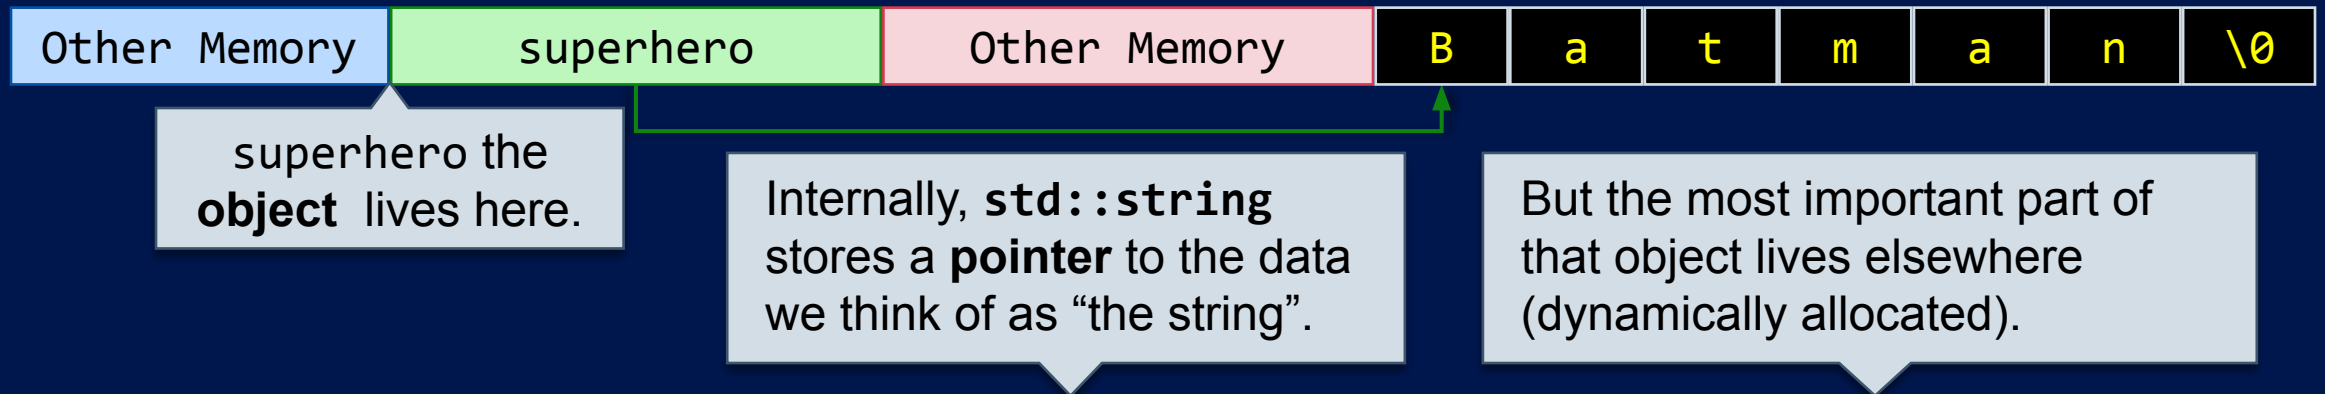 Other Memory superhero Other Memory B a t m a n \0
superhero the
object lives here.
Internally, std::string
stores a pointer to the data
we think of as “the string”.
But the most important part of
that object lives elsewhere
(dynamically allocated).